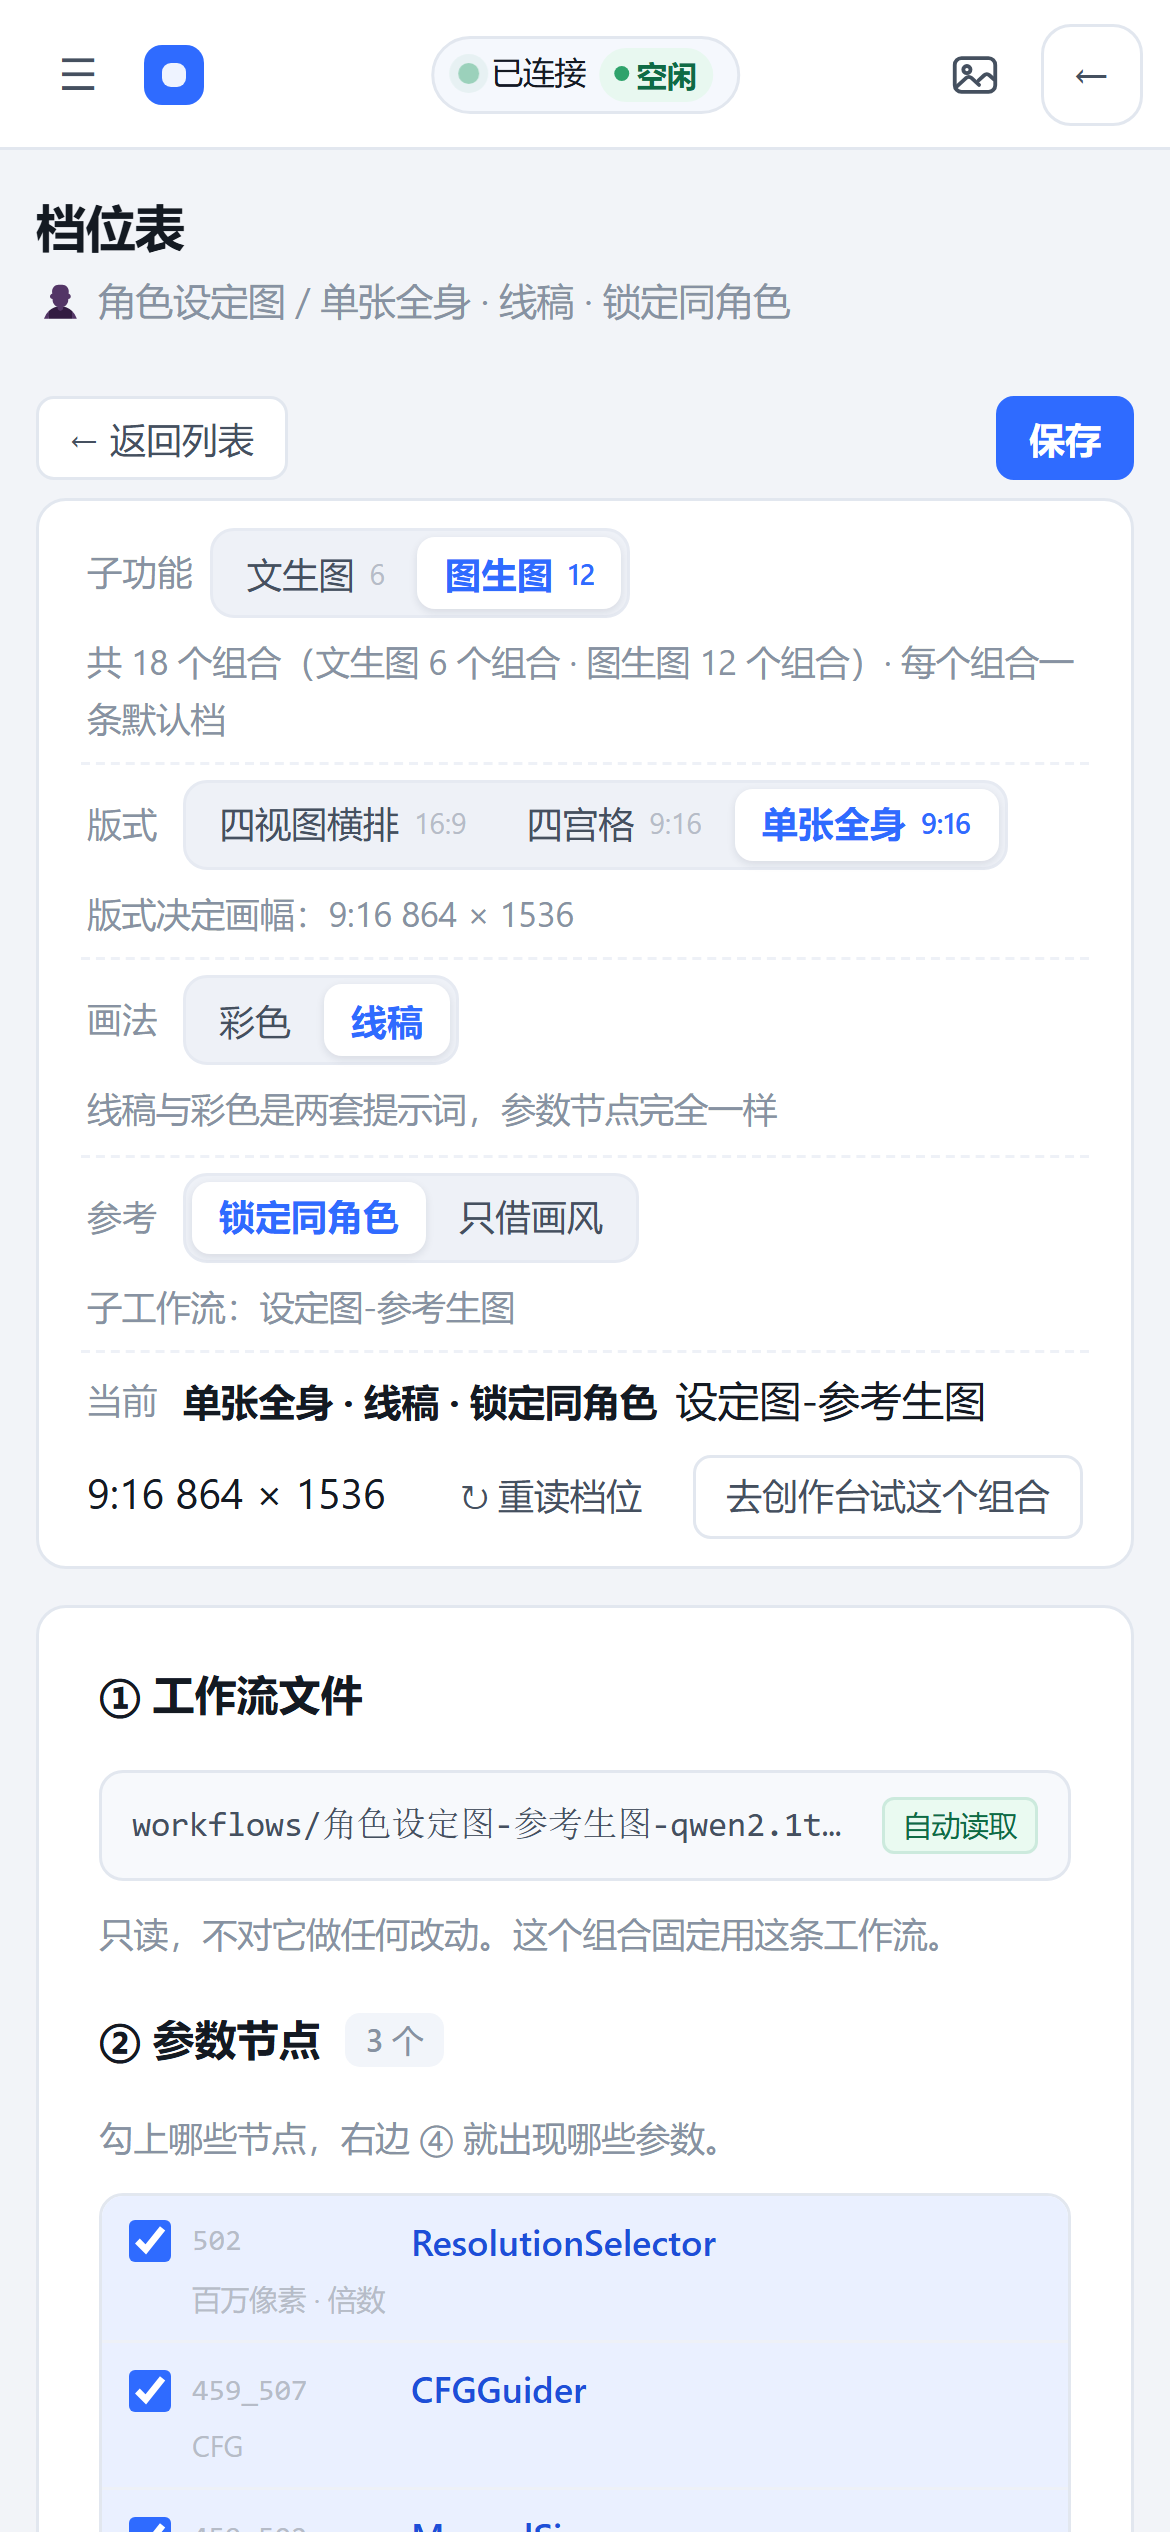 ☰ 已连接 空闲 ←
档位表
角色设定图 / 单张全身 · 线稿 · 锁定同角色
← 返回列表 保存
子功能 文生图 6 图生图 12
共 18 个组合（文生图 6 个组合 · 图生图 12 个组合）· 每个组合一
条默认档
版式 四视图横排 16:9 四宫格 9:16 单张全身 9:16
版式决定画幅：9:16 864 × 1536
画法 彩色 线稿
线稿与彩色是两套提示词，参数节点完全一样
参考 锁定同角色 只借画风
子工作流：设定图-参考生图
当前 单张全身 · 线稿 · 锁定同角色 设定图-参考生图
9:16 864 × 1536 ↻ 重读档位 去创作台试这个组合
① 工作流文件
workflows/角色设定图-参考生图-qwen2.1t… 自动读取
只读，不对它做任何改动。这个组合固定用这条工作流。
② 参数节点 3 个
勾上哪些节点，右边 ④ 就出现哪些参数。
502 ResolutionSelector
百万像素 · 倍数
459_507 CFGGuider
CFG